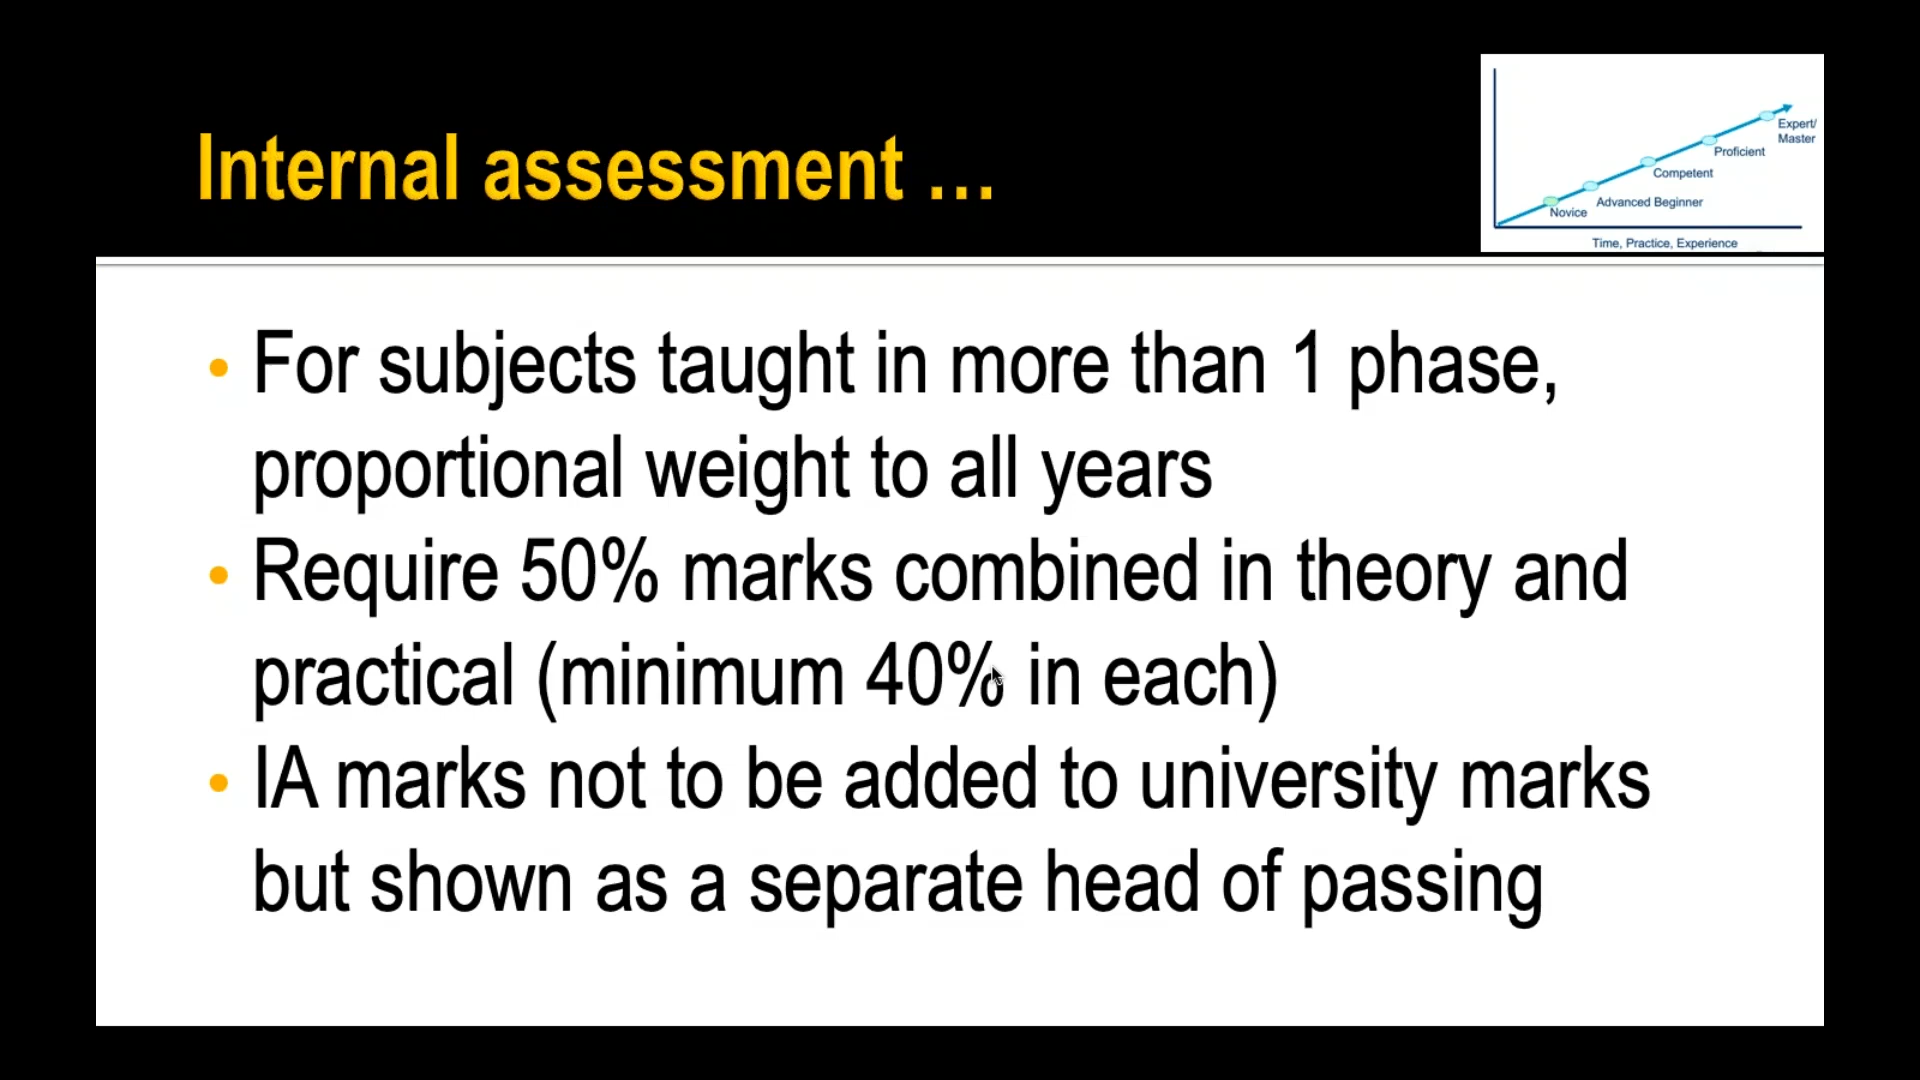 Internal assessment ...
Expert/
Master
Proficient
Competent
Advanced Beginner
Novice
Time, Practice, Experience
• For subjects taught in more than 1 phase,
proportional weight to all years
• Require 50% marks combined in theory and
practical (minimum 40% in each)
• IA marks not to be added to university marks
but shown as a separate head of passing